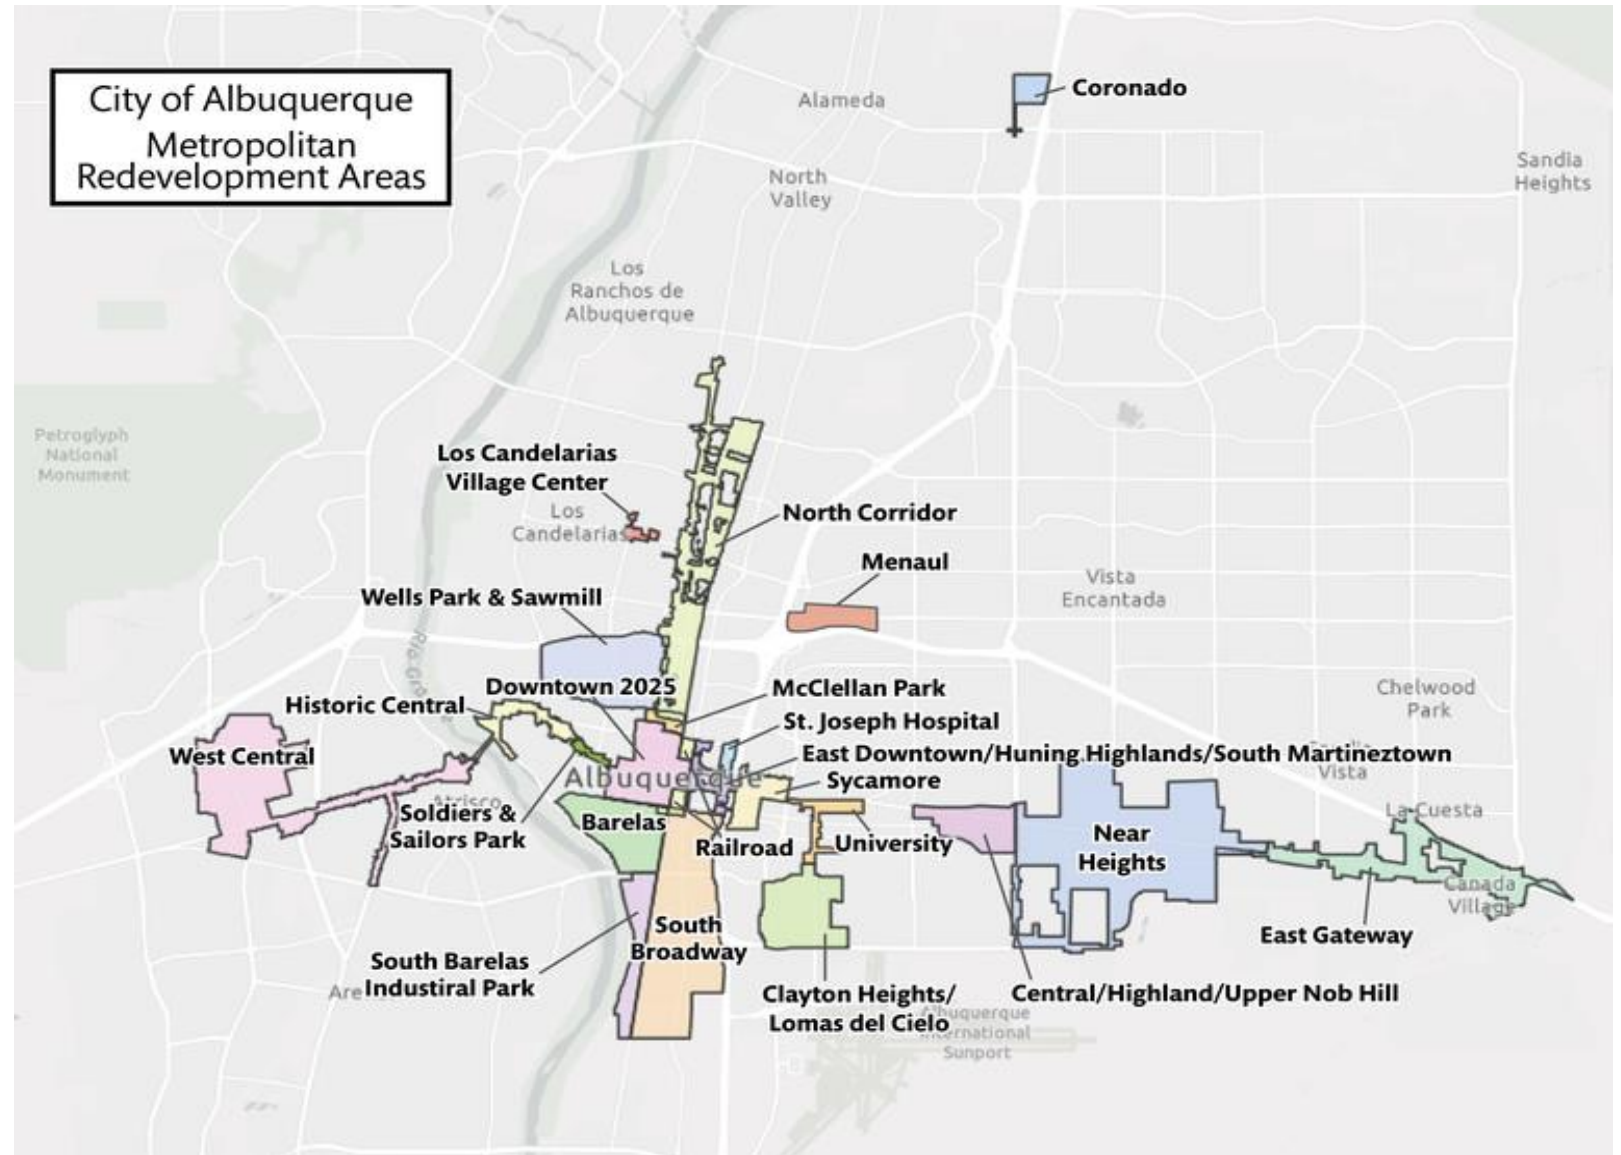 City of Albuquerque
Metropolitan
Redevelopment Areas
Coronado
Alameda
Sandia
Heights
North
Valley
Los
Ranchos de
Albuquerque
Petroglyph
National
Monument
Los Candelarias
Village Center
Los
Candelarias
North Corridor
Menaul
Vista
Encantada
Wells Park & Sawmill
Rio
Downtown 2025
McClellan Park
Chelwood
Park
Historic Central
St. Joseph Hospital
West Central
East Downtown/Huning Highlands/South Martineztown
Vista
Albuquerque
Sycamore
Atrisco
Soldiers &
Sailors Park
La Cuesta
Barelas
Railroad
University
Near
Heights
Canada
Village
South
Broadway
East Gateway
South Barelas
Industiral Park
Clayton Heights/
Lomas del Cielo
Central/Highland/Upper Nob Hill
Albuquerque
International
Sunport